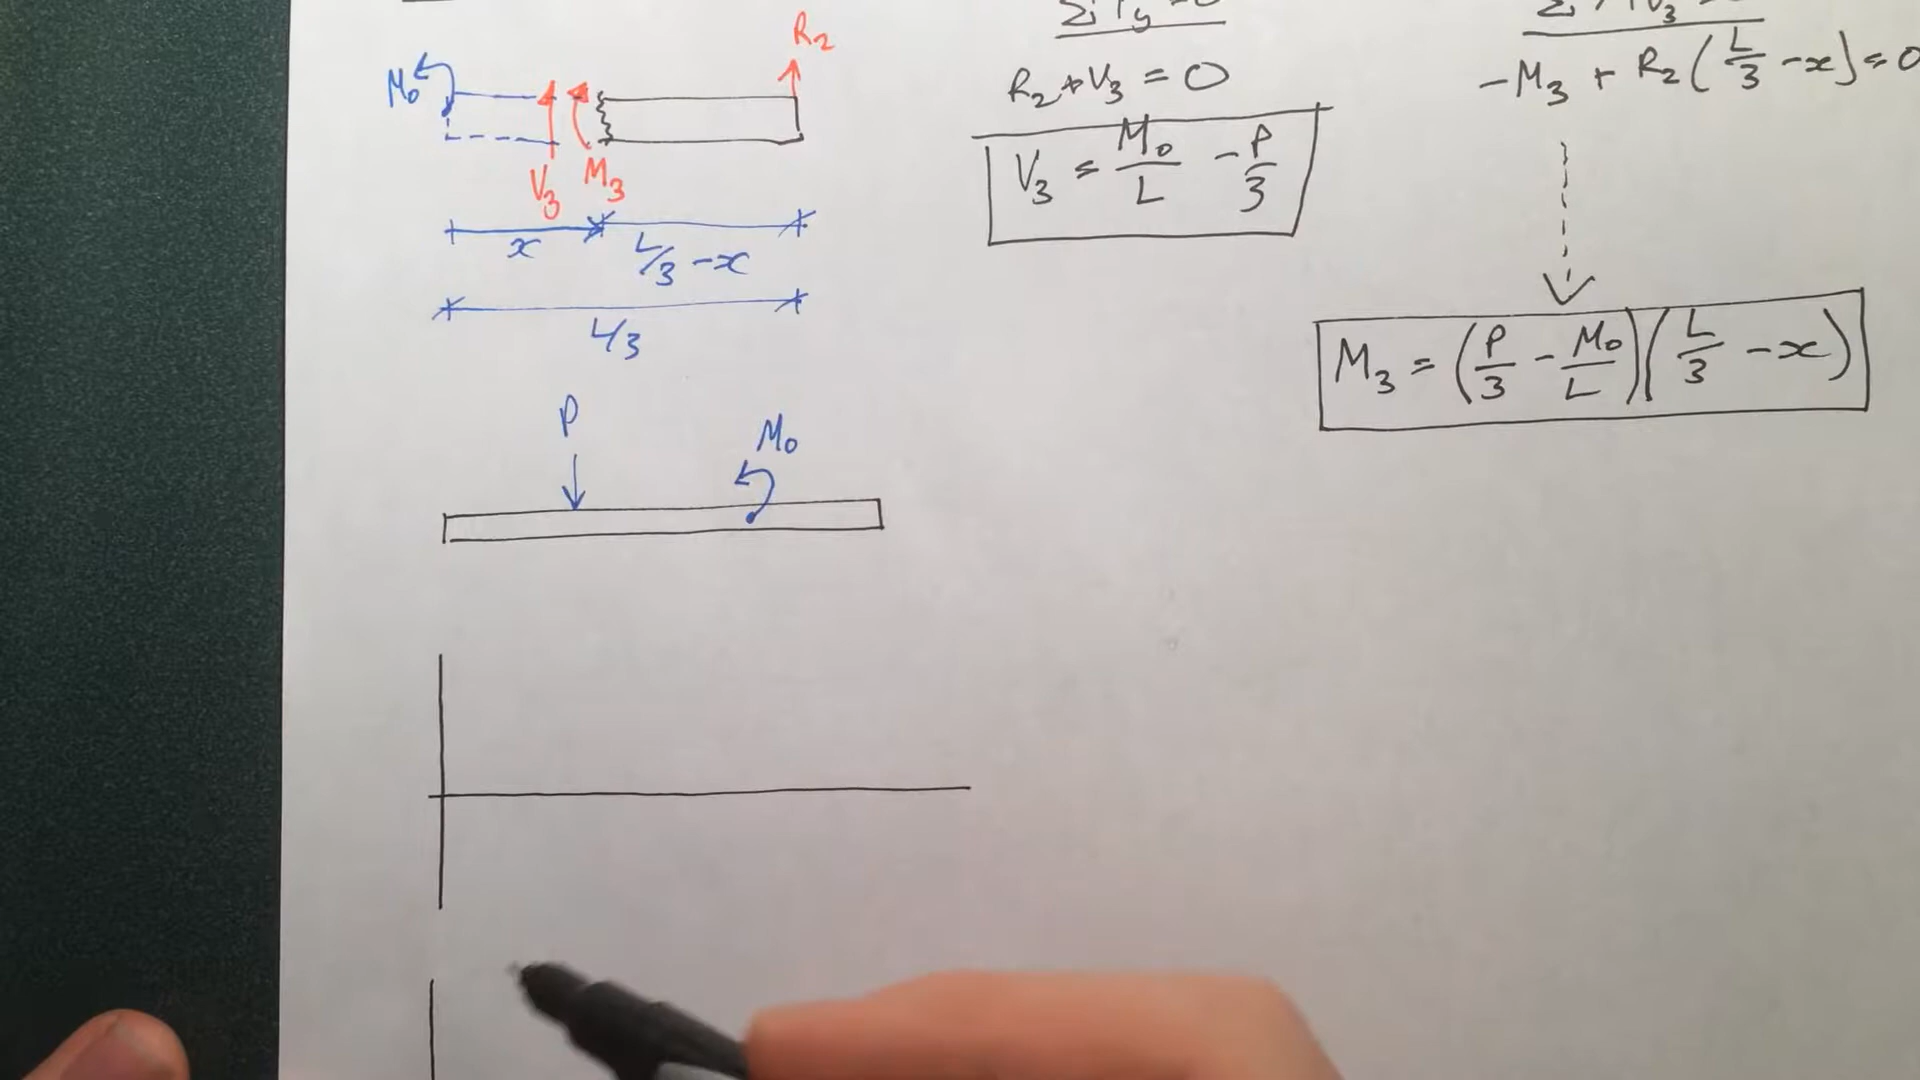 R2
M0
V3
M3
x
L/3 -x
L/3
R2+V3 = 0
V3 = M0/L - P/3
-M3 + R2(L/3 -x) = 0
M3 = (P/3 - M0/L)(L/3 -x)
P
M0